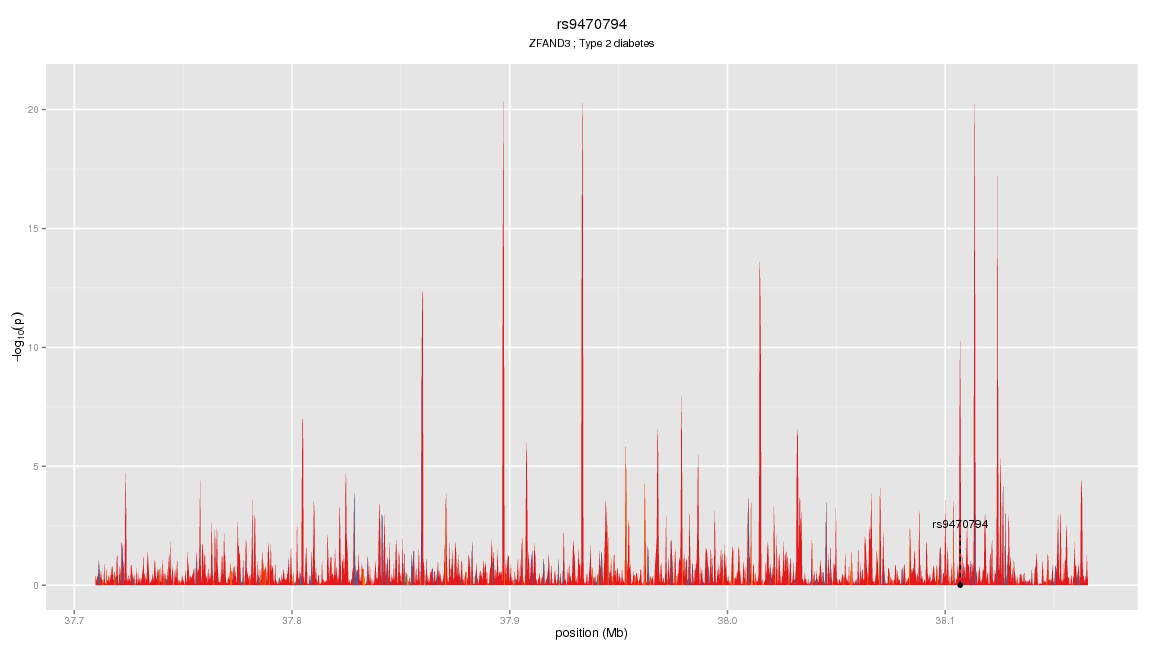 rs9470794
ZFAND3 ; Type 2 diabetes
20
15
10
5
0
−log10(p)
rs9470794
37.7 37.8 37.9 38.0 38.1
position (Mb)